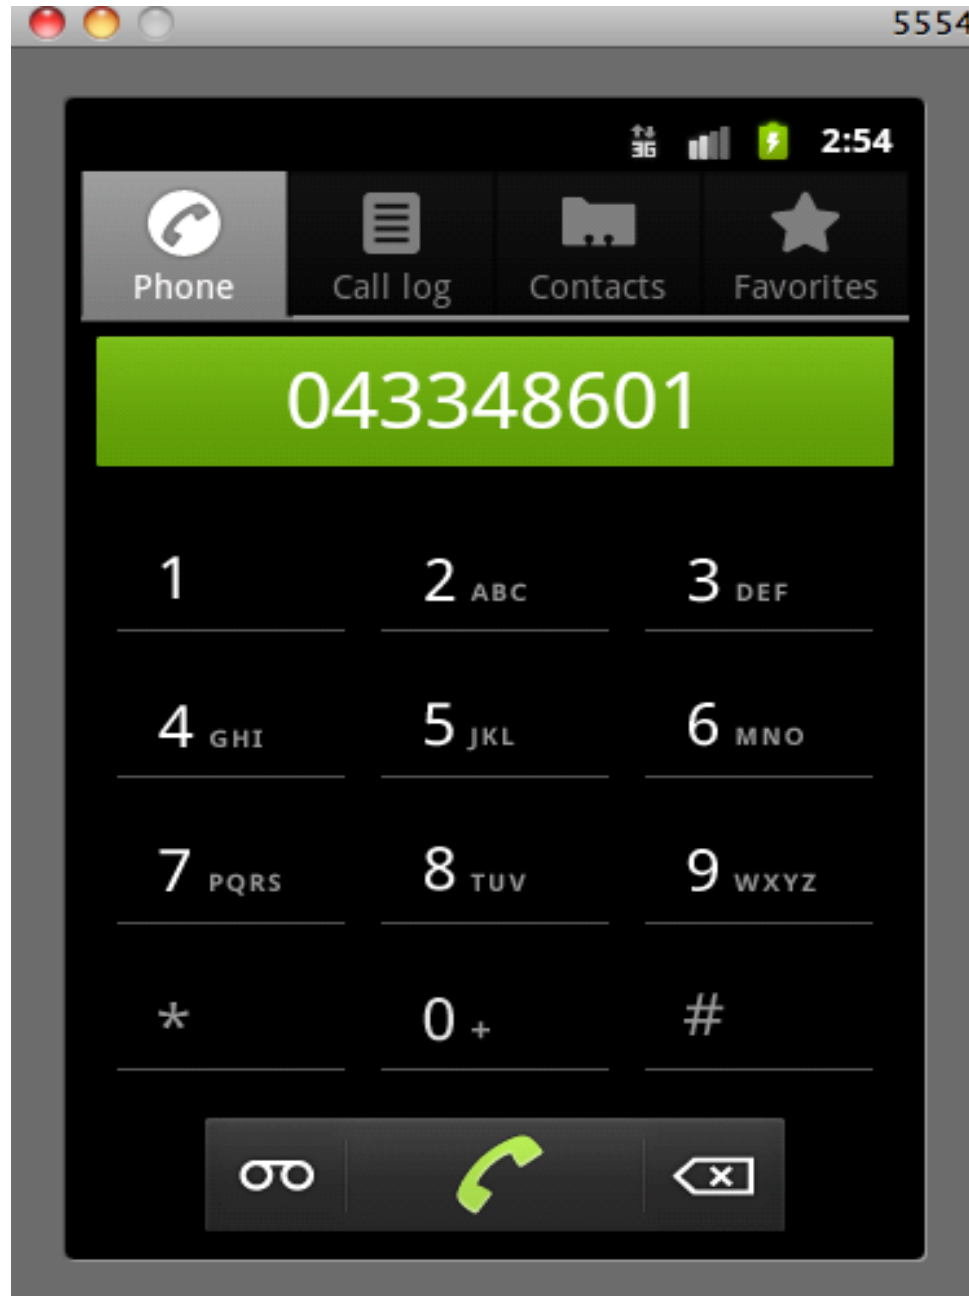 5554
3G 2:54
Phone Call log Contacts Favorites
043348601
1 2 ABC 3 DEF
4 GHI 5 JKL 6 MNO
7 PQRS 8 TUV 9 WXYZ
* 0 + #